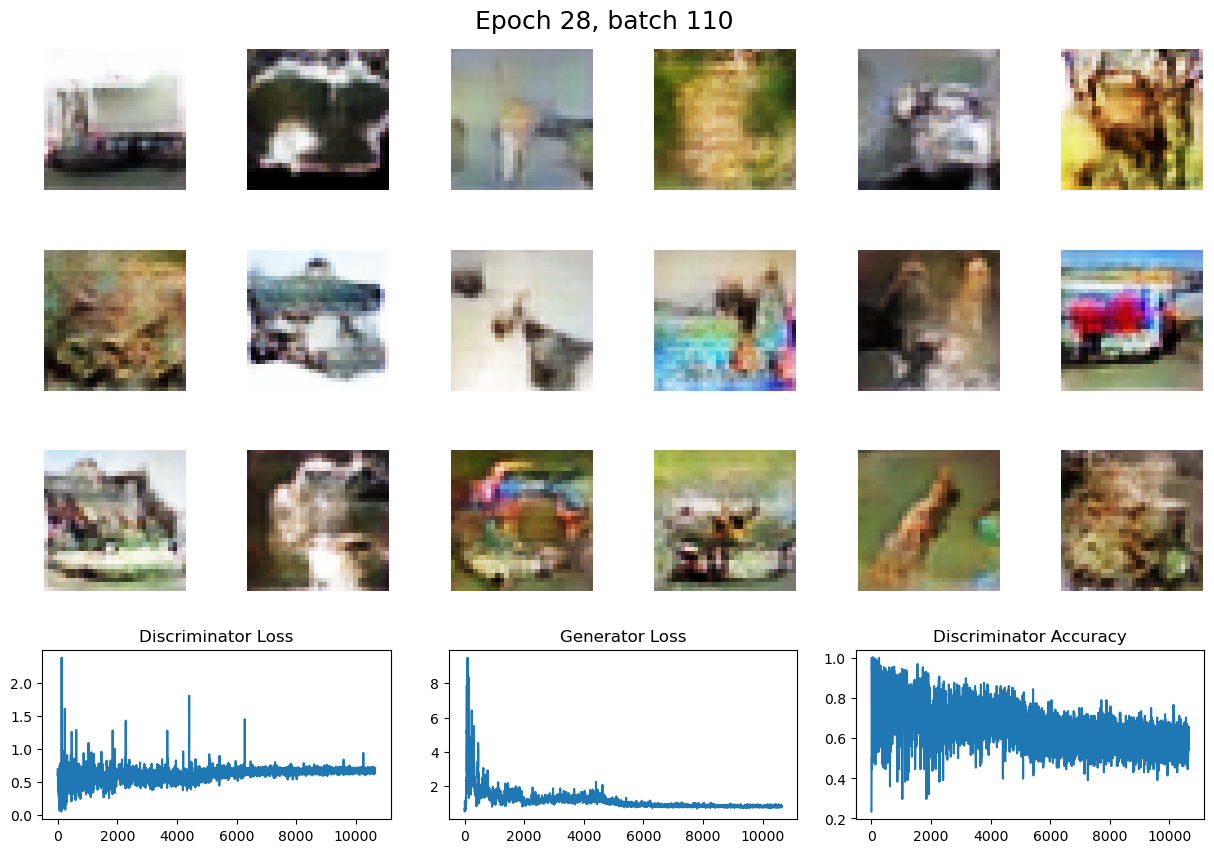 Epoch 28, batch 110
Discriminator Loss
Generator Loss
Discriminator Accuracy
2.0
1.5
1.0
0.5
0.0
0 2000 4000 6000 8000 10000
8
6
4
2
0 2000 4000 6000 8000 10000
1.0
0.8
0.6
0.4
0.2
0 2000 4000 6000 8000 10000